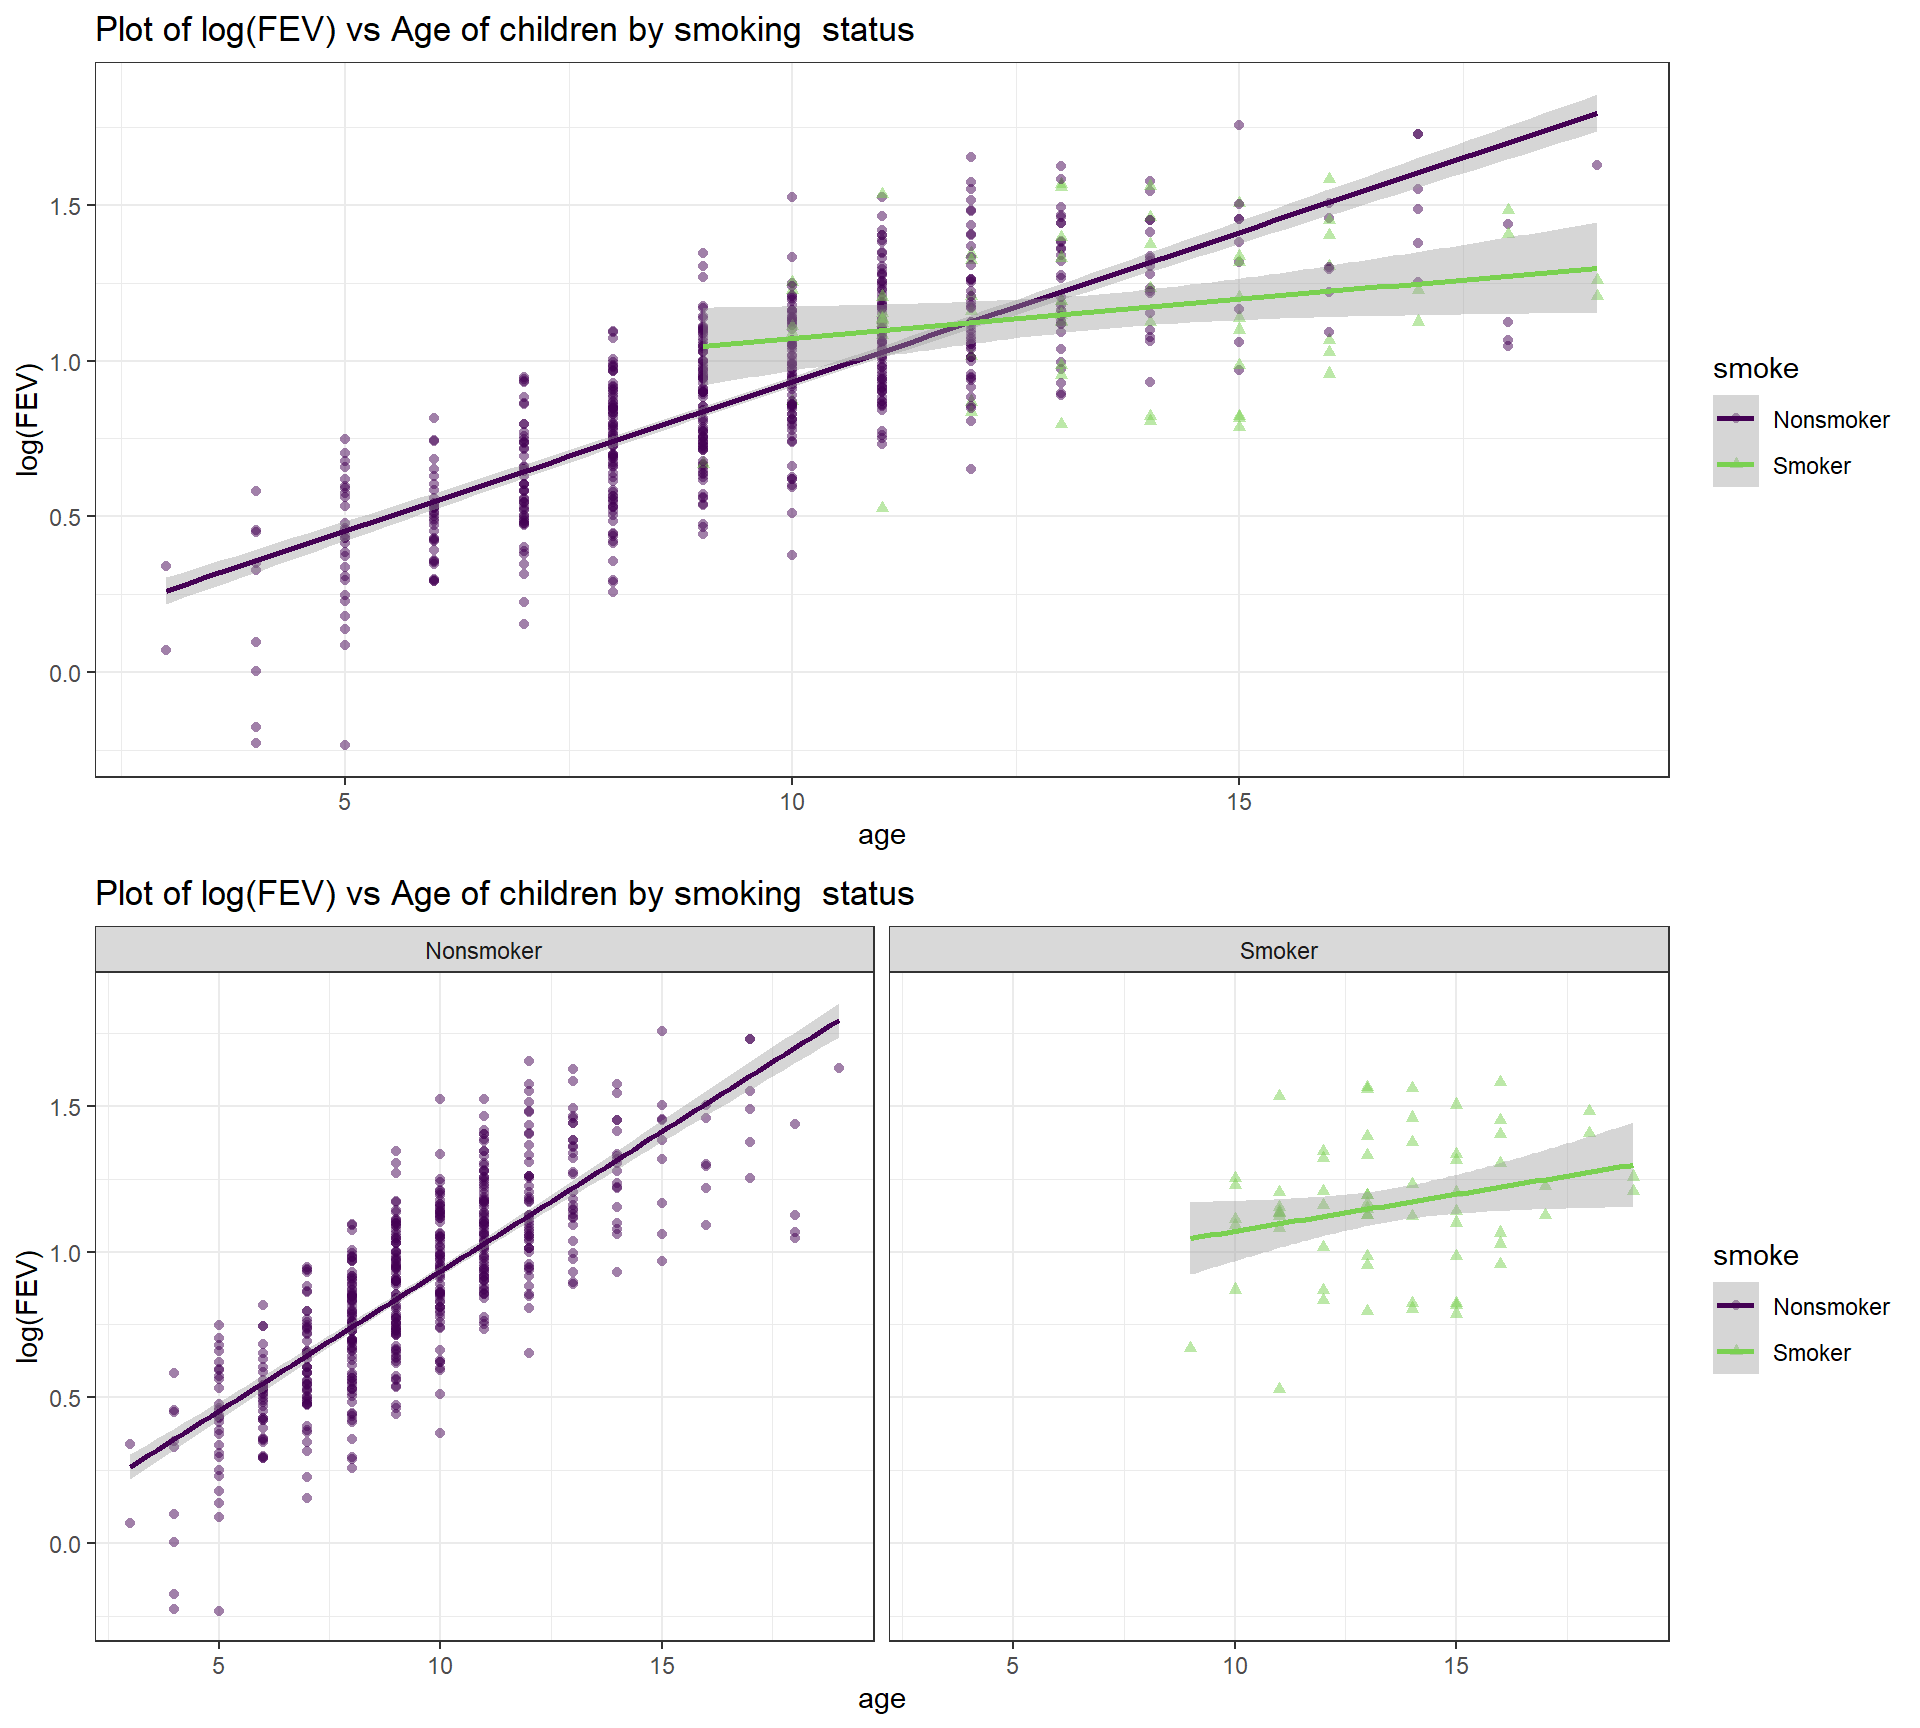 Plot of log(FEV) vs Age of children by smoking  status
1.5
1.0
0.5
0.0
log(FEV)
5 10 15
age
smoke
Nonsmoker
Smoker
Plot of log(FEV) vs Age of children by smoking  status
Nonsmoker Smoker
1.5
1.0
0.5
0.0
log(FEV)
5 10 15 5 10 15
age
smoke
Nonsmoker
Smoker